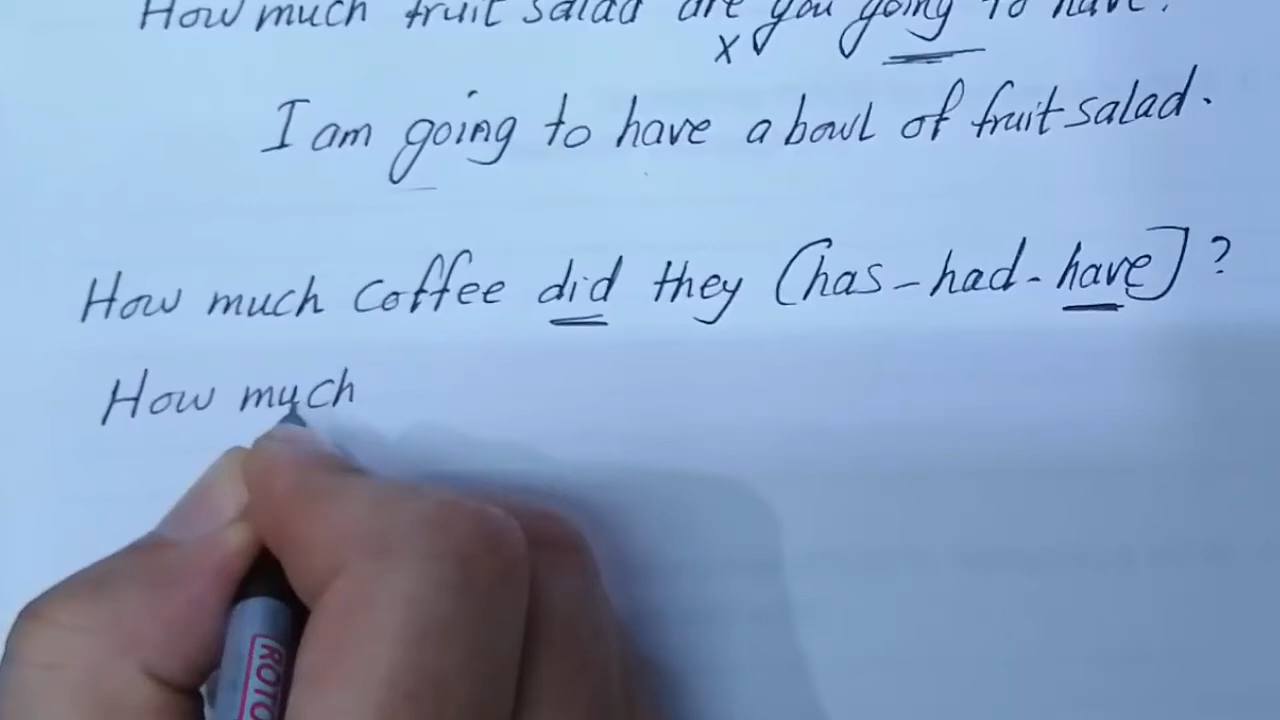 How much fruit salad are you going to have?
x
I am going to have a bowl of fruit salad.
How much coffee did they (has-had-have) ?
How much
ROTO